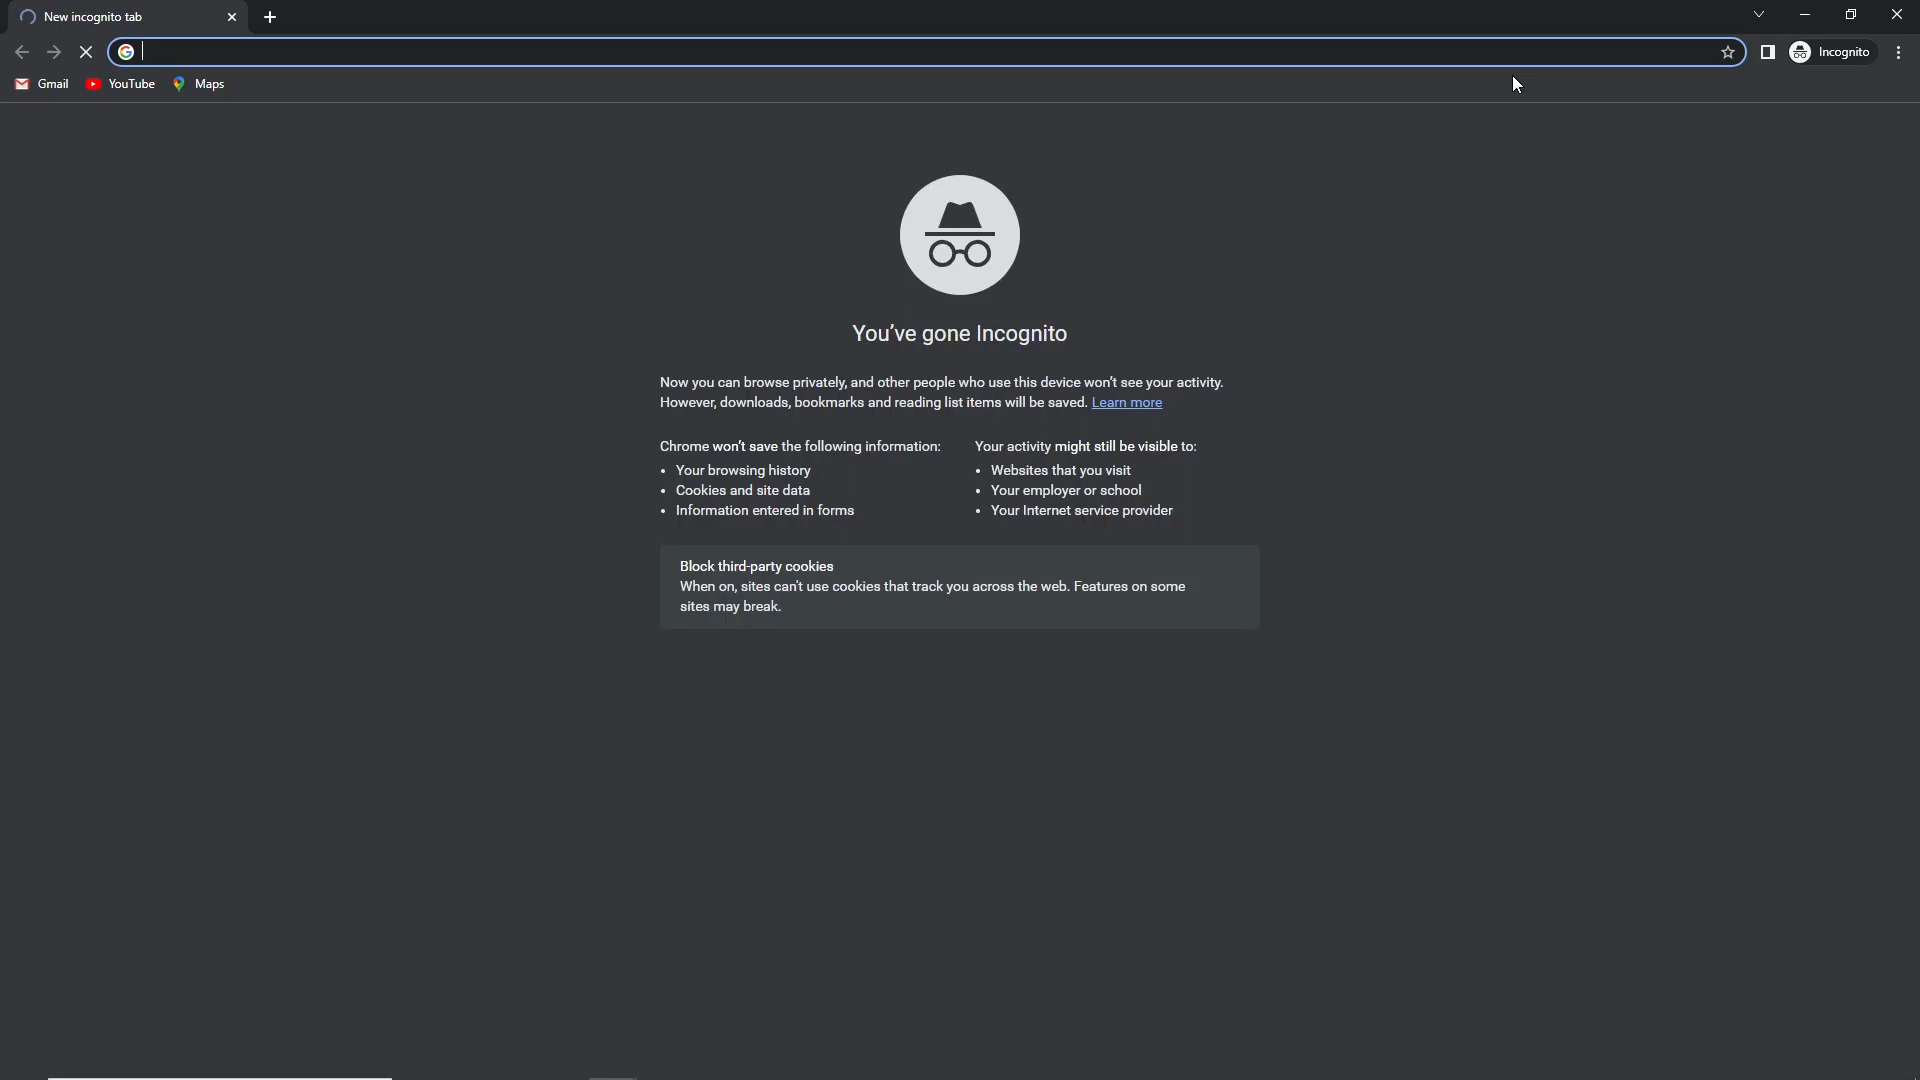 New incognito tab
Incognito
Gmail YouTube Maps
You've gone Incognito
Now you can browse privately, and other people who use this device won't see your activity.
However, downloads, bookmarks and reading list items will be saved. Learn more
Chrome won't save the following information:
Your browsing history
Cookies and site data
Information entered in forms
Your activity might still be visible to:
Websites that you visit
Your employer or school
Your Internet service provider
Block third-party cookies
When on, sites can't use cookies that track you across the web. Features on some
sites may break.